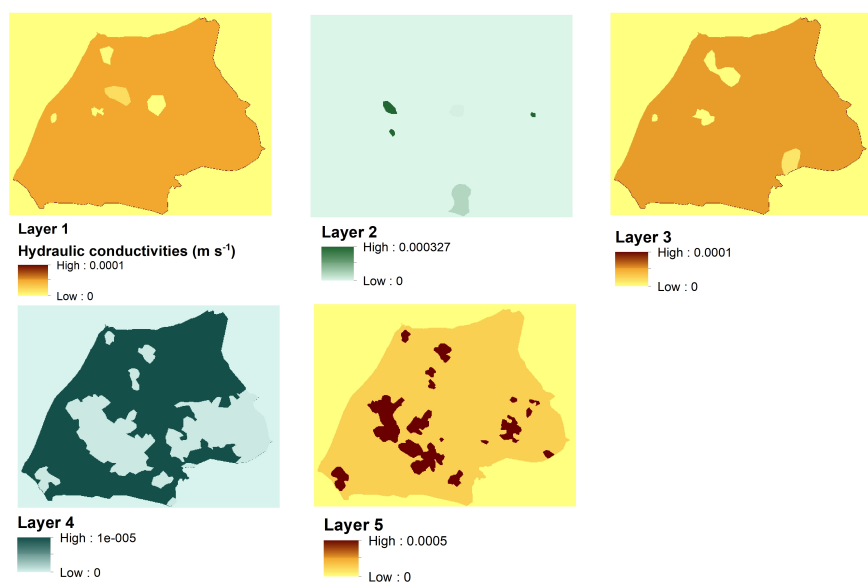 Layer 1
Hydraulic conductivities (m s⁻¹)
High : 0.0001
Low : 0
Layer 2
High : 0.000327
Low : 0
Layer 3
High : 0.0001
Low : 0
Layer 4
High : 1e-005
Low : 0
Layer 5
High : 0.0005
Low : 0